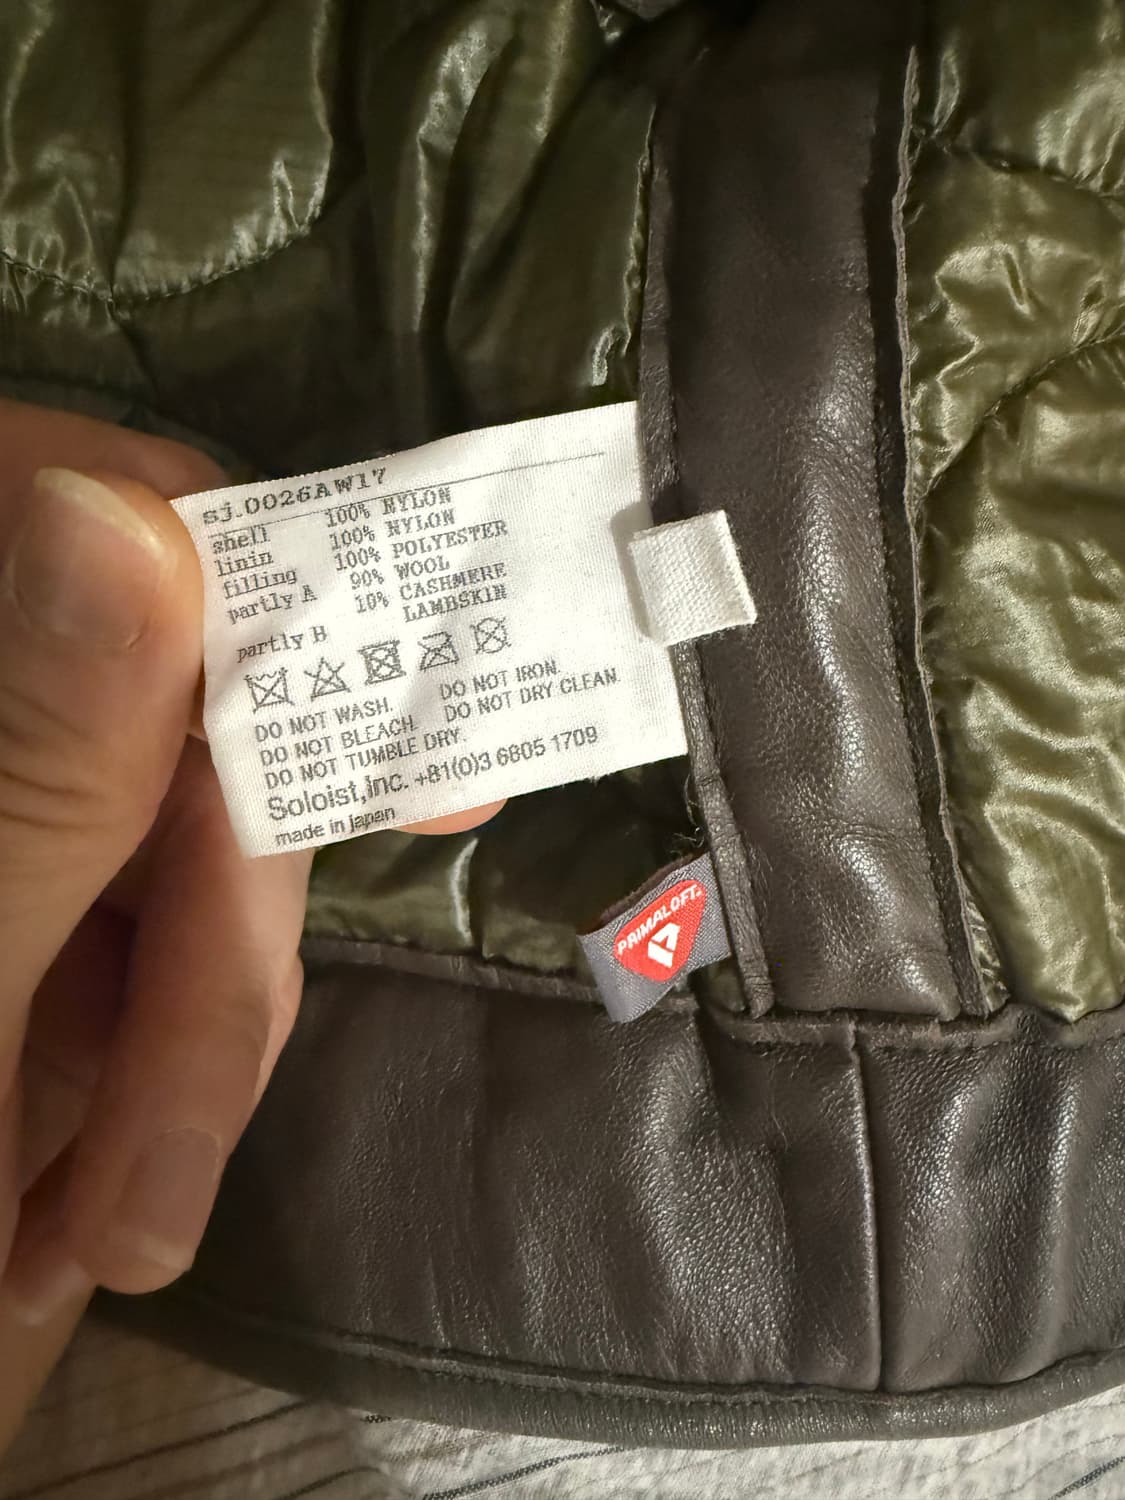 sj.0026AW17
shell 100% NYLON
linin 100% NYLON
filling 100% POLYESTER
partly A 90% WOOL
10% CASHMERE
partly B LAMBSKIN
DO NOT WASH. DO NOT IRON.
DO NOT BLEACH. DO NOT DRY CLEAN.
DO NOT TUMBLE DRY.
Soloist,Inc. +81(0)3 6805 1709
made in japan
PRIMALOFT